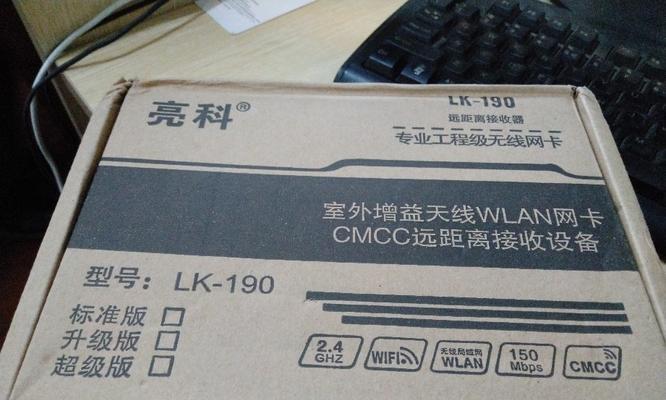 亮科®
LK-190
远距离接收器
专业工程级无线网卡
室外增益天线WLAN网卡
CMCC远距离接收设备
型号：LK-190
标准版 □
升级版 □
超级版 □
2.4 GHZ
WIFI
无线局域网 WLAN
150 Mbps
CMCC